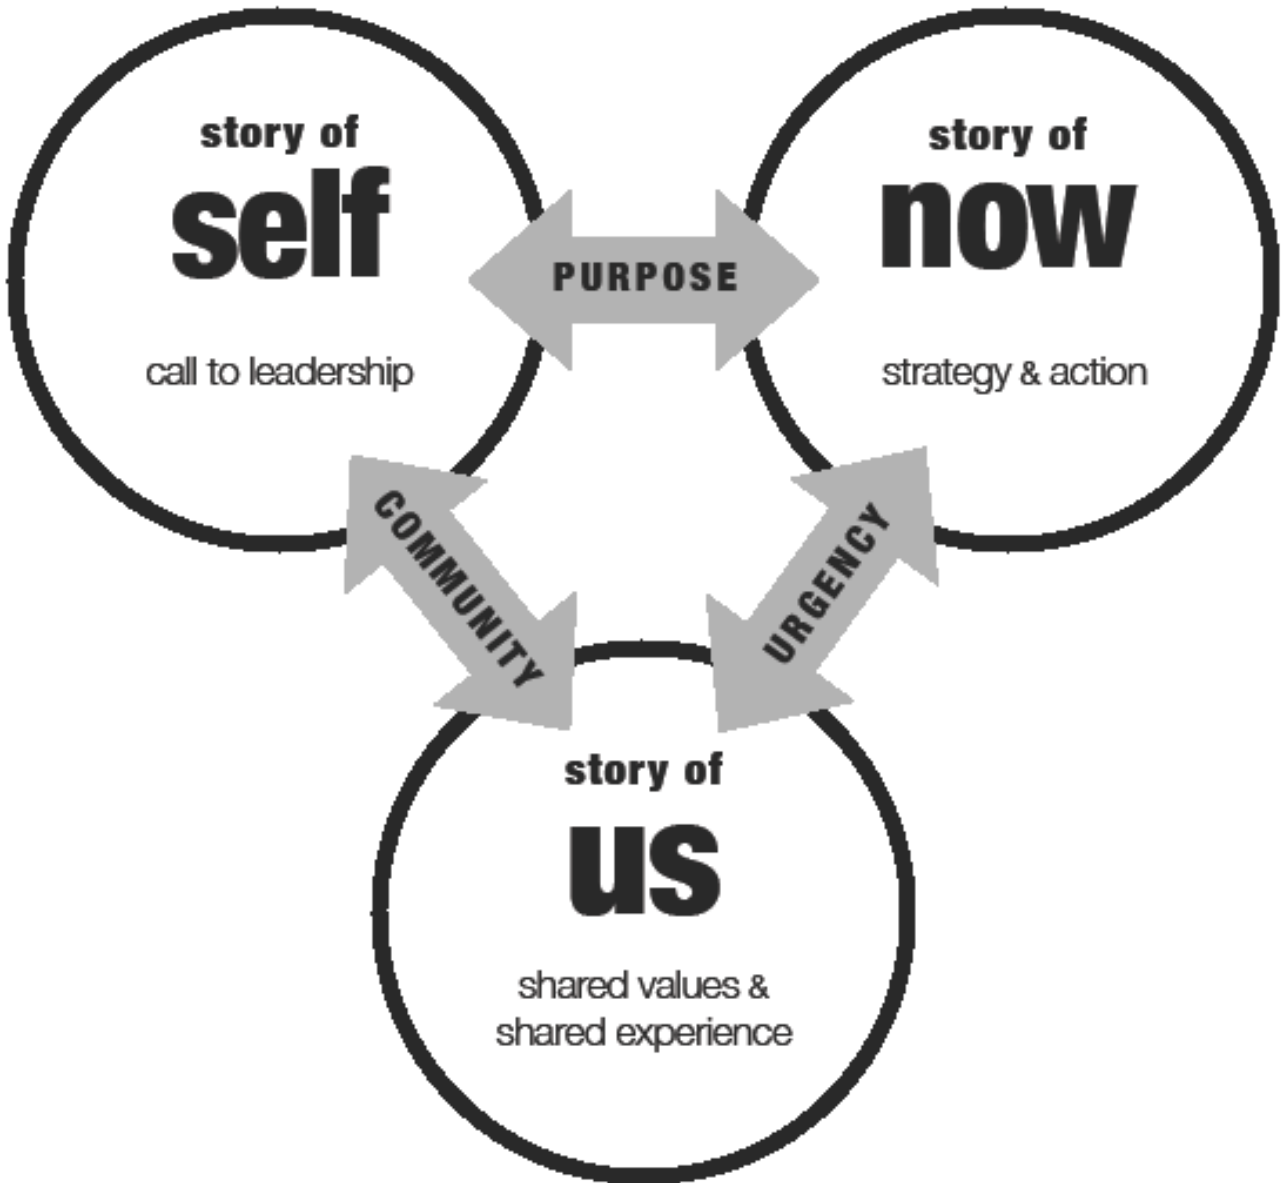 story of
self
call to leadership
PURPOSE
story of
now
strategy & action
COMMUNITY
URGENCY
story of
us
shared values &
shared experience